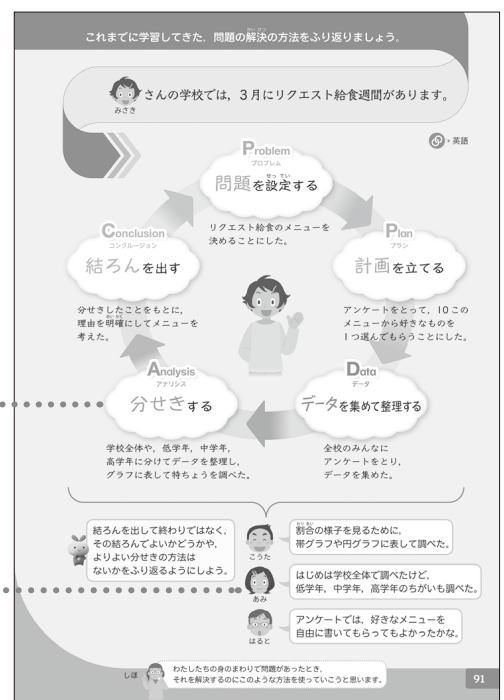 これまでに学習してきた，問題の解決の方法をふり返りましょう。
かいけつ
みさき
さんの学校では，3月にリクエスト給食週間があります。
・英語
Problem
プロブレム
問題を設定する
せってい
リクエスト給食のメニューを
決めることにした。
Plan
プラン
計画を立てる
アンケートをとって，10この
メニューから好きなものを
1つ選んでもらうことにした。
Data
データ
データを集めて整理する
全校のみんなに
アンケートをとり，
データを集めた。
Analysis
アナリシス
分せきする
学校全体や，低学年，中学年，
高学年に分けてデータを整理し，
グラフに表して特ちょうを調べた。
Conclusion
コンクルージョン
結ろんを出す
分せきしたことをもとに，
めいかく
理由を明確にしてメニューを
考えた。
結ろんを出して終わりではなく，
その結ろんでよいかどうかや，
よりよい分せきの方法は
ないかをふり返るようにしよう。
こうた
わりあい
割合の様子を見るために，
帯グラフや円グラフに表して調べた。
あみ
はじめは学校全体で調べたけど，
低学年，中学年，高学年のちがいも調べた。
はると
アンケートでは，好きなメニューを
自由に書いてもらってもよかったかな。
しほ
わたしたちの身のまわりで問題があったとき，
それを解決するのにこのような方法を使っていこうと思います。
91